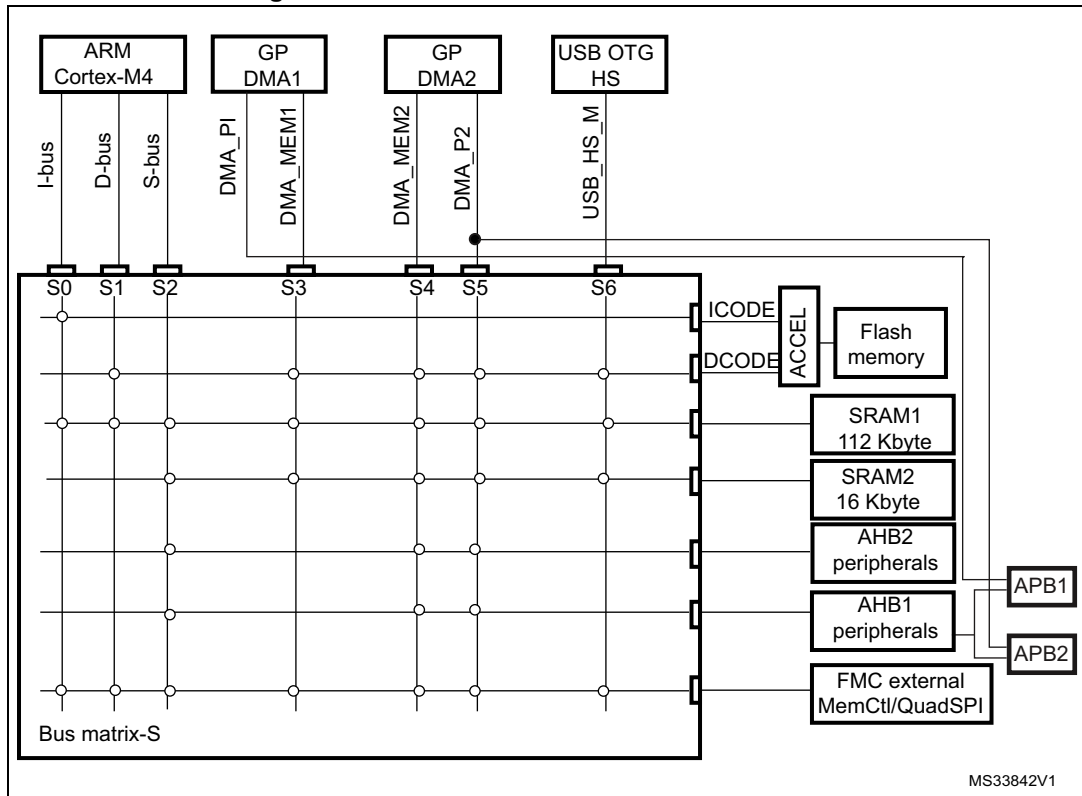 ARM
Cortex-M4
GP
DMA1
GP
DMA2
USB OTG
HS
I-bus
D-bus
S-bus
DMA_PI
DMA_MEM1
DMA_MEM2
DMA_P2
USB_HS_M
S0 S1 S2 S3 S4 S5 S6
ICODE
DCODE
ACCEL
Flash
memory
SRAM1
112 Kbyte
SRAM2
16 Kbyte
AHB2
peripherals
AHB1
peripherals
APB1
APB2
FMC external
MemCtl/QuadSPI
Bus matrix-S
MS33842V1